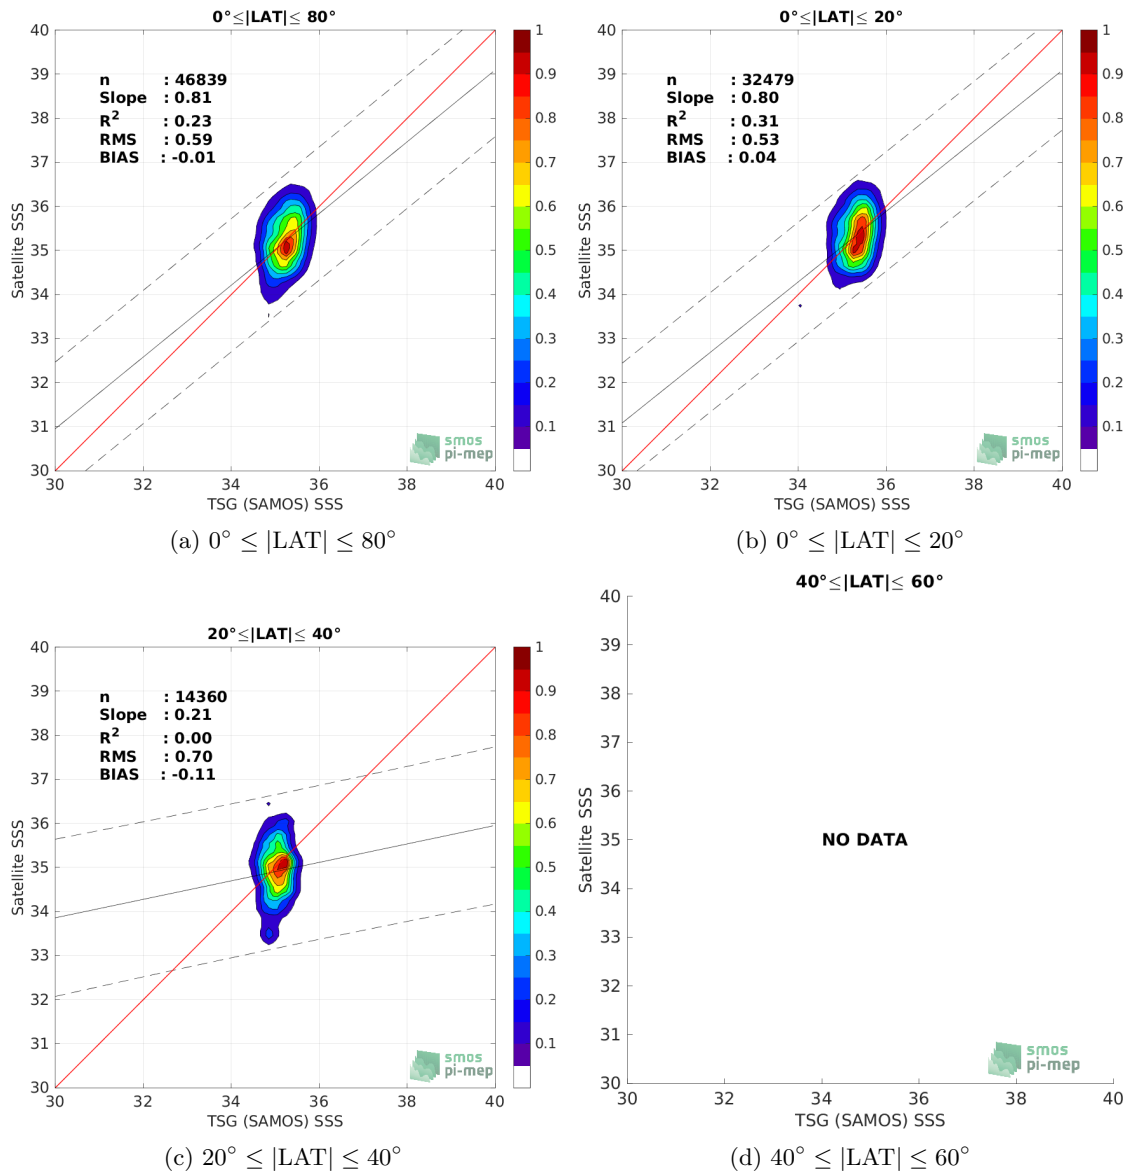 0°≤|LAT|≤ 80°
40
39
38
37
36
35
34
33
32
31
30
Satellite SSS
n : 46839
Slope : 0.81
R2 : 0.23
RMS : 0.59
BIAS : -0.01
smos
pi-mep
30 32 34 36 38 40
TSG (SAMOS) SSS
1
0.9
0.8
0.7
0.6
0.5
0.4
0.3
0.2
0.1
(a) 0° ≤ |LAT| ≤ 80°
0°≤|LAT|≤ 20°
40
39
38
37
36
35
34
33
32
31
30
Satellite SSS
n : 32479
Slope : 0.80
R2 : 0.31
RMS : 0.53
BIAS : 0.04
smos
pi-mep
30 32 34 36 38 40
TSG (SAMOS) SSS
1
0.9
0.8
0.7
0.6
0.5
0.4
0.3
0.2
0.1
(b) 0° ≤ |LAT| ≤ 20°
20°≤|LAT|≤ 40°
40
39
38
37
36
35
34
33
32
31
30
Satellite SSS
n : 14360
Slope : 0.21
R2 : 0.00
RMS : 0.70
BIAS : -0.11
smos
pi-mep
30 32 34 36 38 40
TSG (SAMOS) SSS
1
0.9
0.8
0.7
0.6
0.5
0.4
0.3
0.2
0.1
(c) 20° ≤ |LAT| ≤ 40°
40°≤|LAT|≤ 60°
40
39
38
37
36
35
34
33
32
31
30
Satellite SSS
NO DATA
smos
pi-mep
30 32 34 36 38 40
TSG (SAMOS) SSS
(d) 40° ≤ |LAT| ≤ 60°